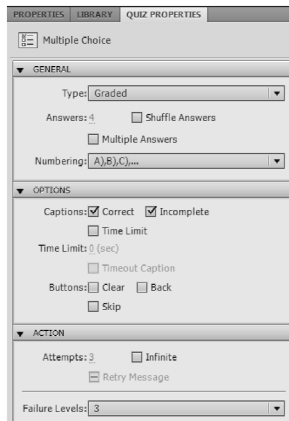 PROPERTIES LIBRARY QUIZ PROPERTIES
Multiple Choice
GENERAL
Type: Graded
Answers: 4 Shuffle Answers
Multiple Answers
Numbering: A),B),C),...
OPTIONS
Captions: Correct Incomplete
Time Limit
Time Limit: 0 (sec)
Timeout Caption
Buttons: Clear Back
Skip
ACTION
Attempts: 3 Infinite
Retry Message
Failure Levels: 3